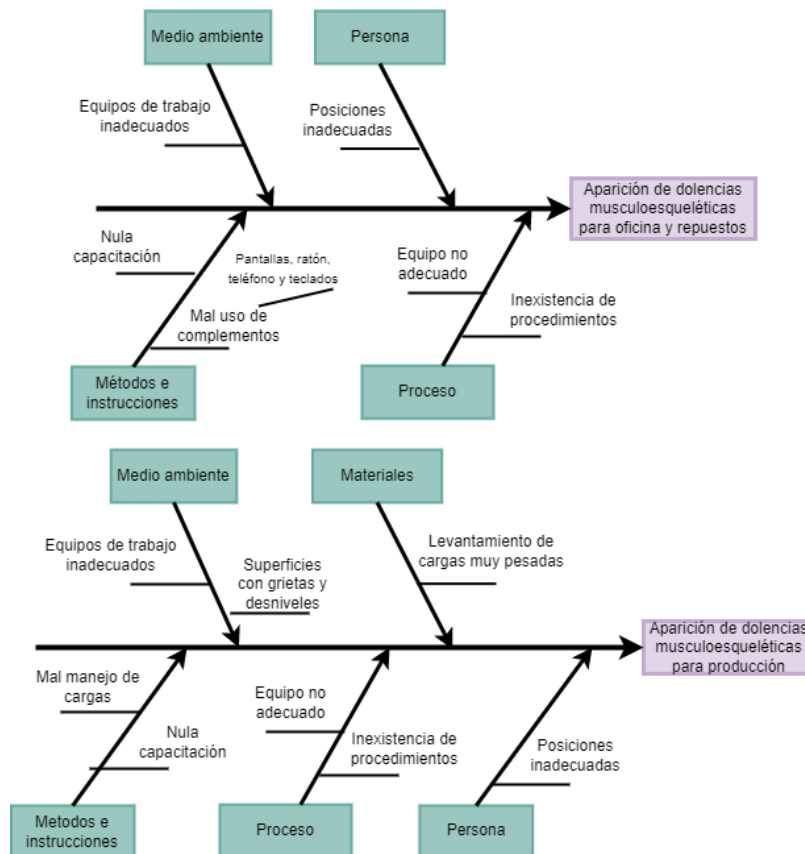 Medio ambiente
Persona
Equipos de trabajo
inadecuados
Posiciones
inadecuadas
Aparición de dolencias
musculoesqueléticas
para oficina y repuestos
Nula
capacitación
Pantallas, ratón,
teléfono y teclados
Mal uso de
complementos
Equipo no
adecuado
Inexistencia de
procedimientos
Métodos e
instrucciones
Proceso
Medio ambiente
Materiales
Equipos de trabajo
inadecuados
Superficies
con grietas y
desniveles
Levantamiento de
cargas muy pesadas
Aparición de dolencias
musculoesqueléticas
para producción
Mal manejo de
cargas
Nula
capacitación
Equipo no
adecuado
Inexistencia de
procedimientos
Posiciones
inadecuadas
Metodos e
instrucciones
Proceso
Persona